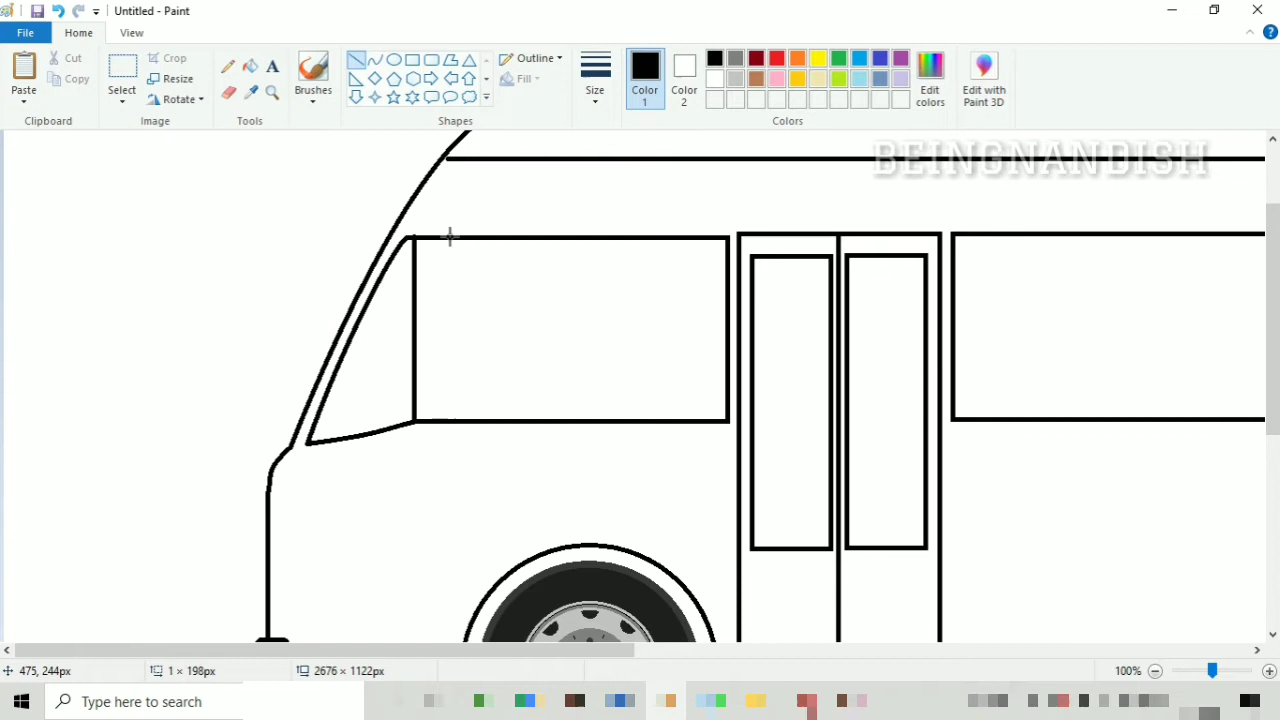 Untitled - Paint
File Home View
Paste
Cut
Copy
Clipboard
Select
Crop
Resize
Rotate
Image
A
Tools
Brushes
Shapes
Outline
Fill
Size
Color 1
Color 2
Edit colors
Colors
Edit with Paint 3D
BEINGNANDISH
475, 244px 1 × 198px 2676 × 1122px 100%
Type here to search